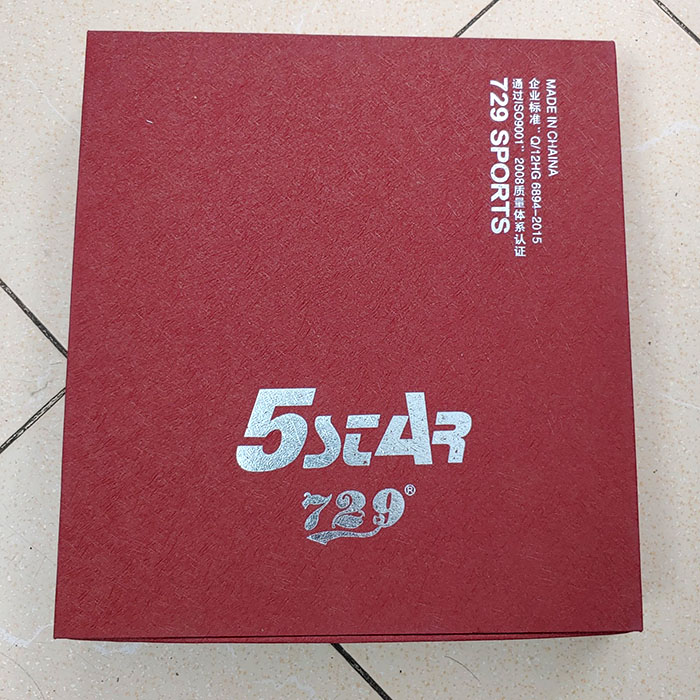 MADE IN CHAINA
企业标准：Q/12HG 6894-2015
通过ISO9001：2008质量体系认证
729 SPORTS
5STAR
729®